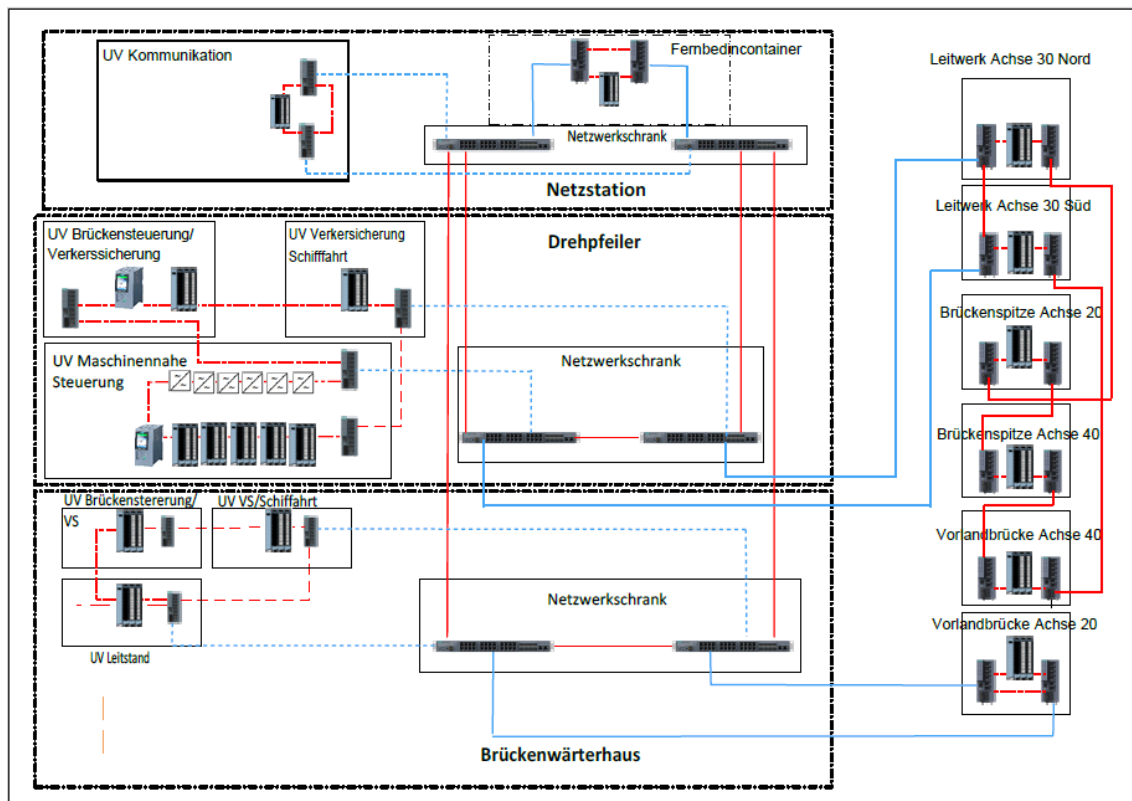 UV Kommunikation
Fernbedincontainer
Netzwerkschrank
Netzstation
Leitwerk Achse 30 Nord
UV Brückensteuerung/
Verkerssicherung
UV Verkersicherung
Schifffahrt
Drehpfeiler
UV Maschinennahe
Steuerung
Netzwerkschrank
Leitwerk Achse 30 Süd
Brückenspitze Achse 20
Brückenspitze Achse 40
UV Brückenstererung/
VS
UV VS/Schiffahrt
UV Leitstand
Netzwerkschrank
Brückenwärterhaus
Vorlandbrücke Achse 40
Vorlandbrücke Achse 20